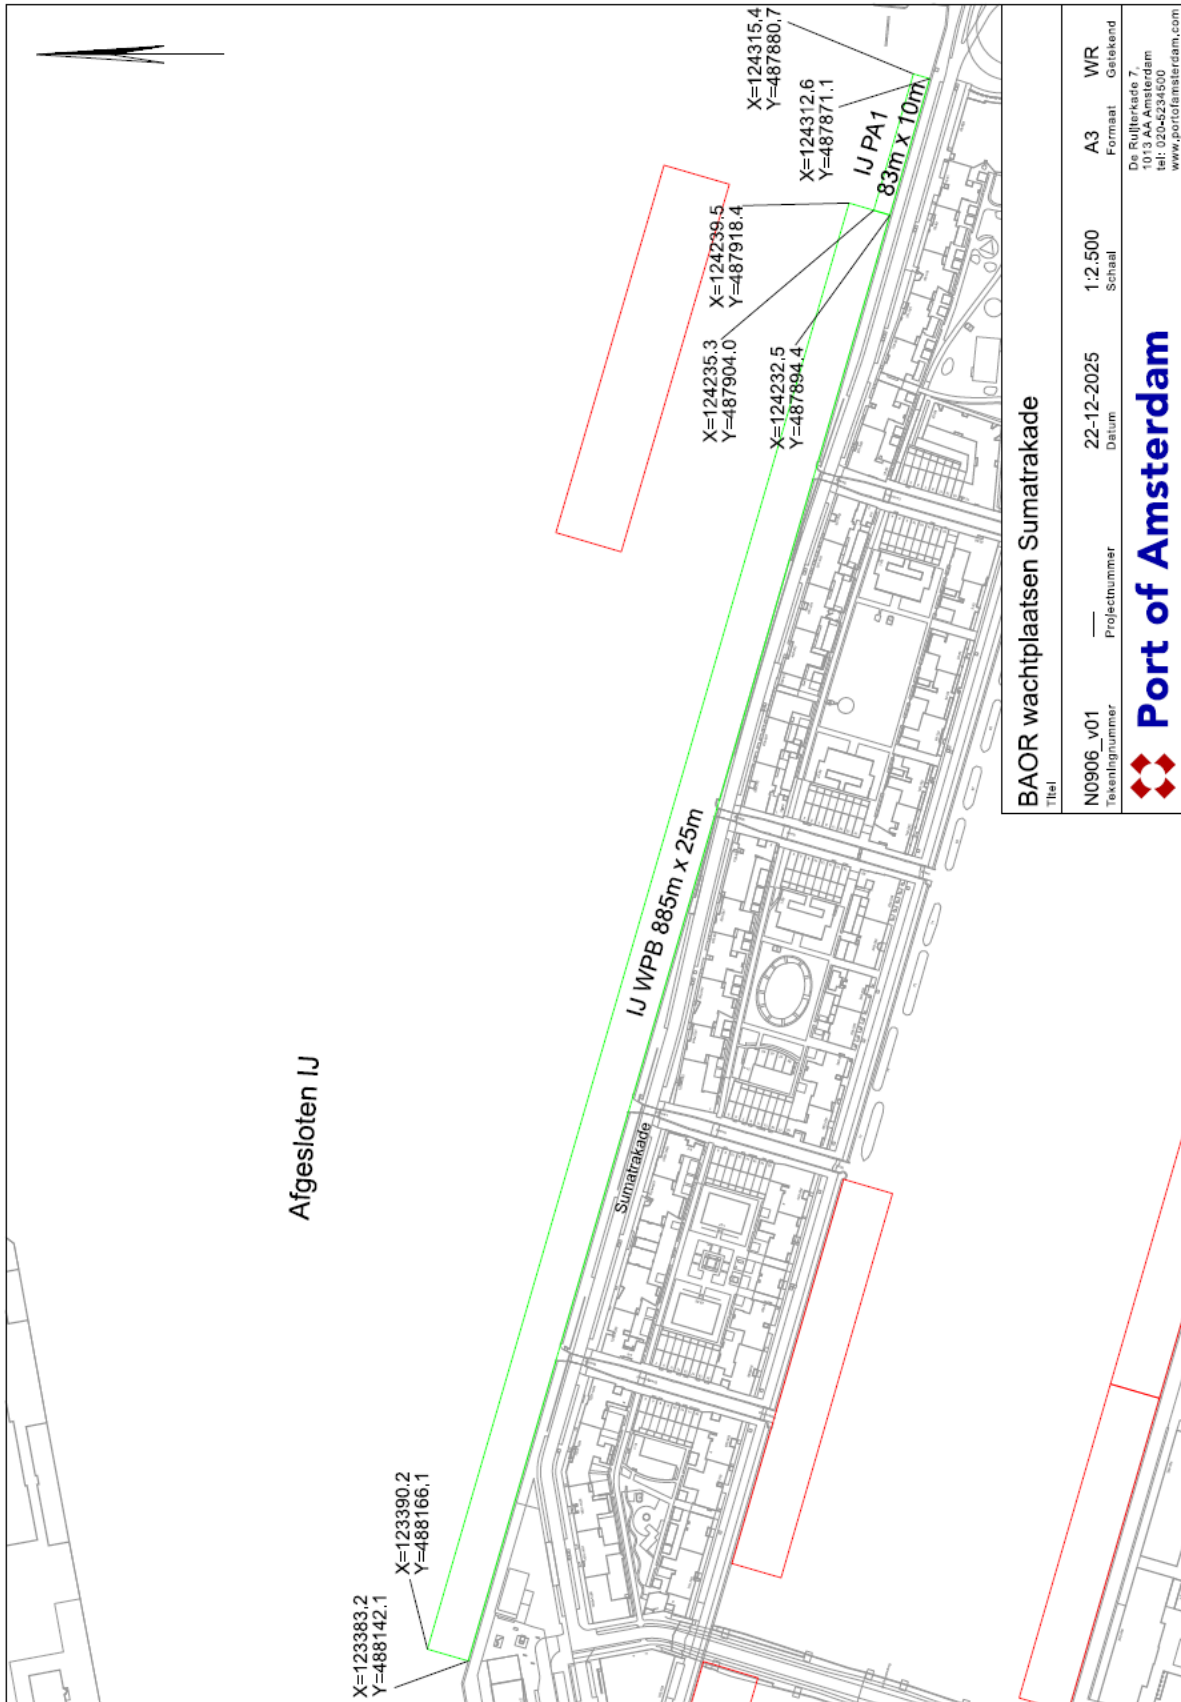 Afgesloten IJ
X=123383.2
Y=488142.1
X=123390.2
Y=488166.1
Sumatrakade
IJ WPB 885m x 25m
X=124235.3
Y=487904.0
X=124232.5
Y=487894.4
X=124239.5
Y=487918.4
X=124312.6
Y=487871.1
X=124315.4
Y=487880.7
IJ PA1
83m x 10m
BAOR wachtplaatsen Sumatrakade
Titel
N0906_v01
Tekeningnummer
—
Projectnummer
22-12-2025
Datum
1:2.500
Schaal
A3
Formaat
WR
Getekend
Port of Amsterdam
De Ruijterkade 7,
1013 AA Amsterdam
tel: 020-5234500
www.portofamsterdam.com